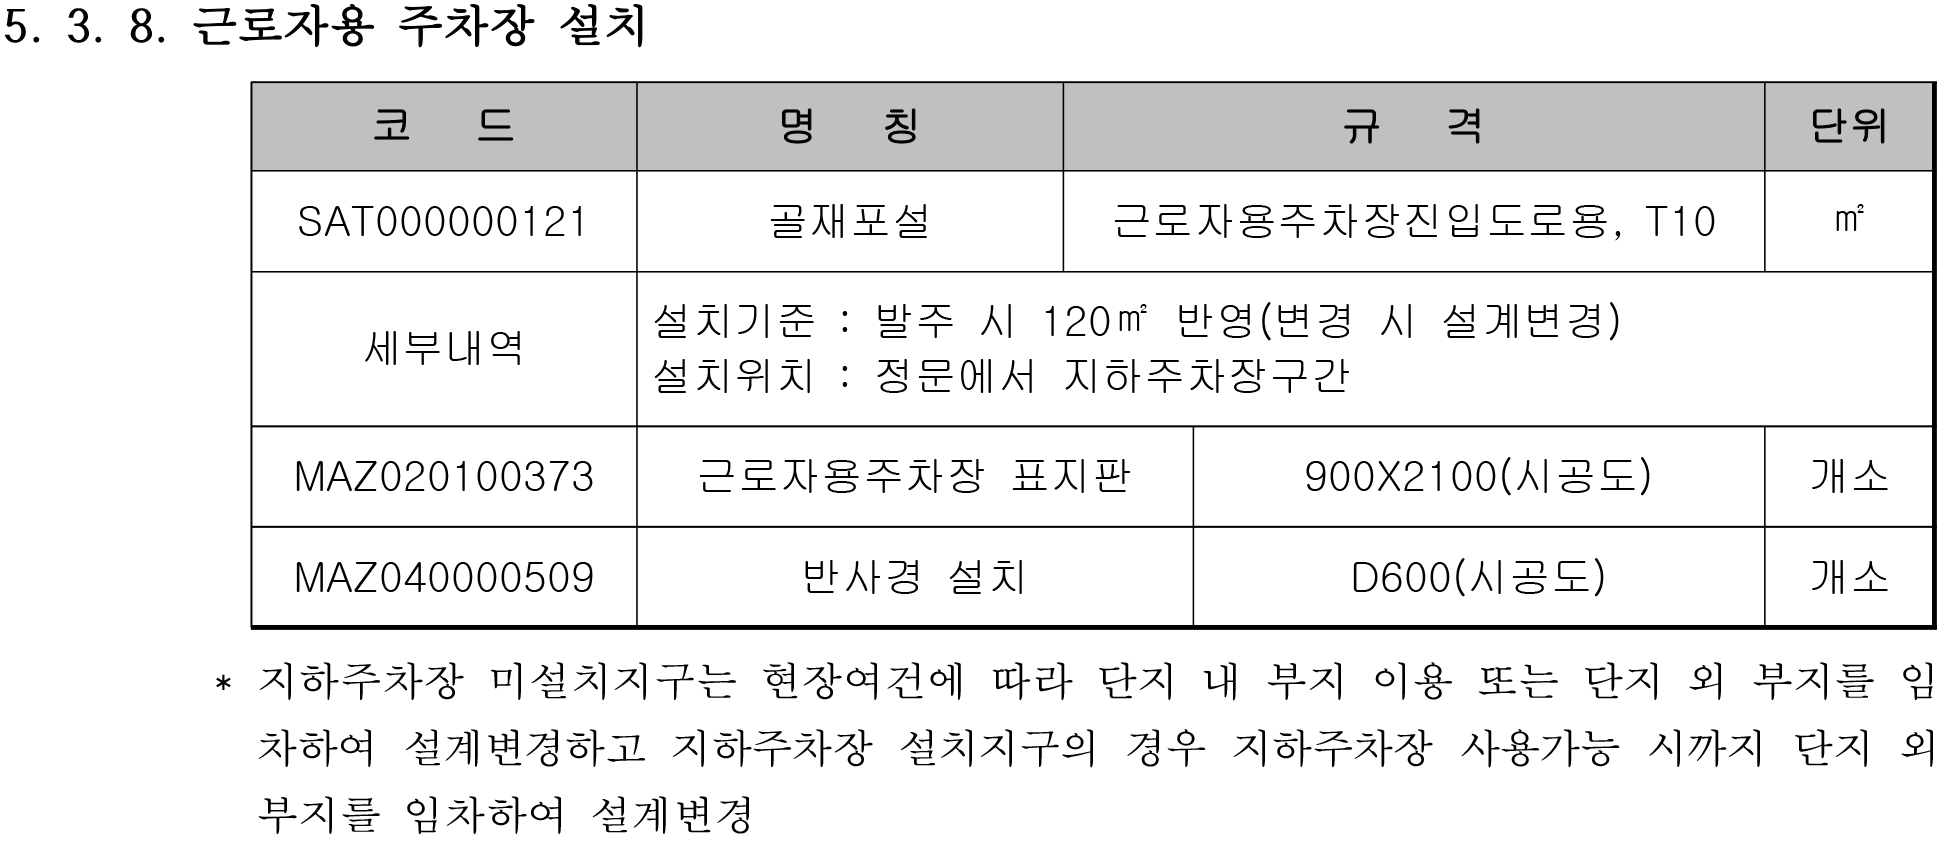 5. 3. 8. 근로자용 주차장 설치
코 드 명 칭 규 격 단위
SAT000000121 골재포설 근로자용주차장진입도로용, T10 ㎡
세부내역
설치기준 : 발주 시 120㎡ 반영(변경 시 설계변경)
설치위치 : 정문에서 지하주차장구간
MAZ020100373 근로자용주차장 표지판 900X2100(시공도) 개소
MAZ040000509 반사경 설치 D600(시공도) 개소
* 지하주차장 미설치지구는 현장여건에 따라 단지 내 부지 이용 또는 단지 외 부지를 임
차하여 설계변경하고 지하주차장 설치지구의 경우 지하주차장 사용가능 시까지 단지 외
부지를 임차하여 설계변경